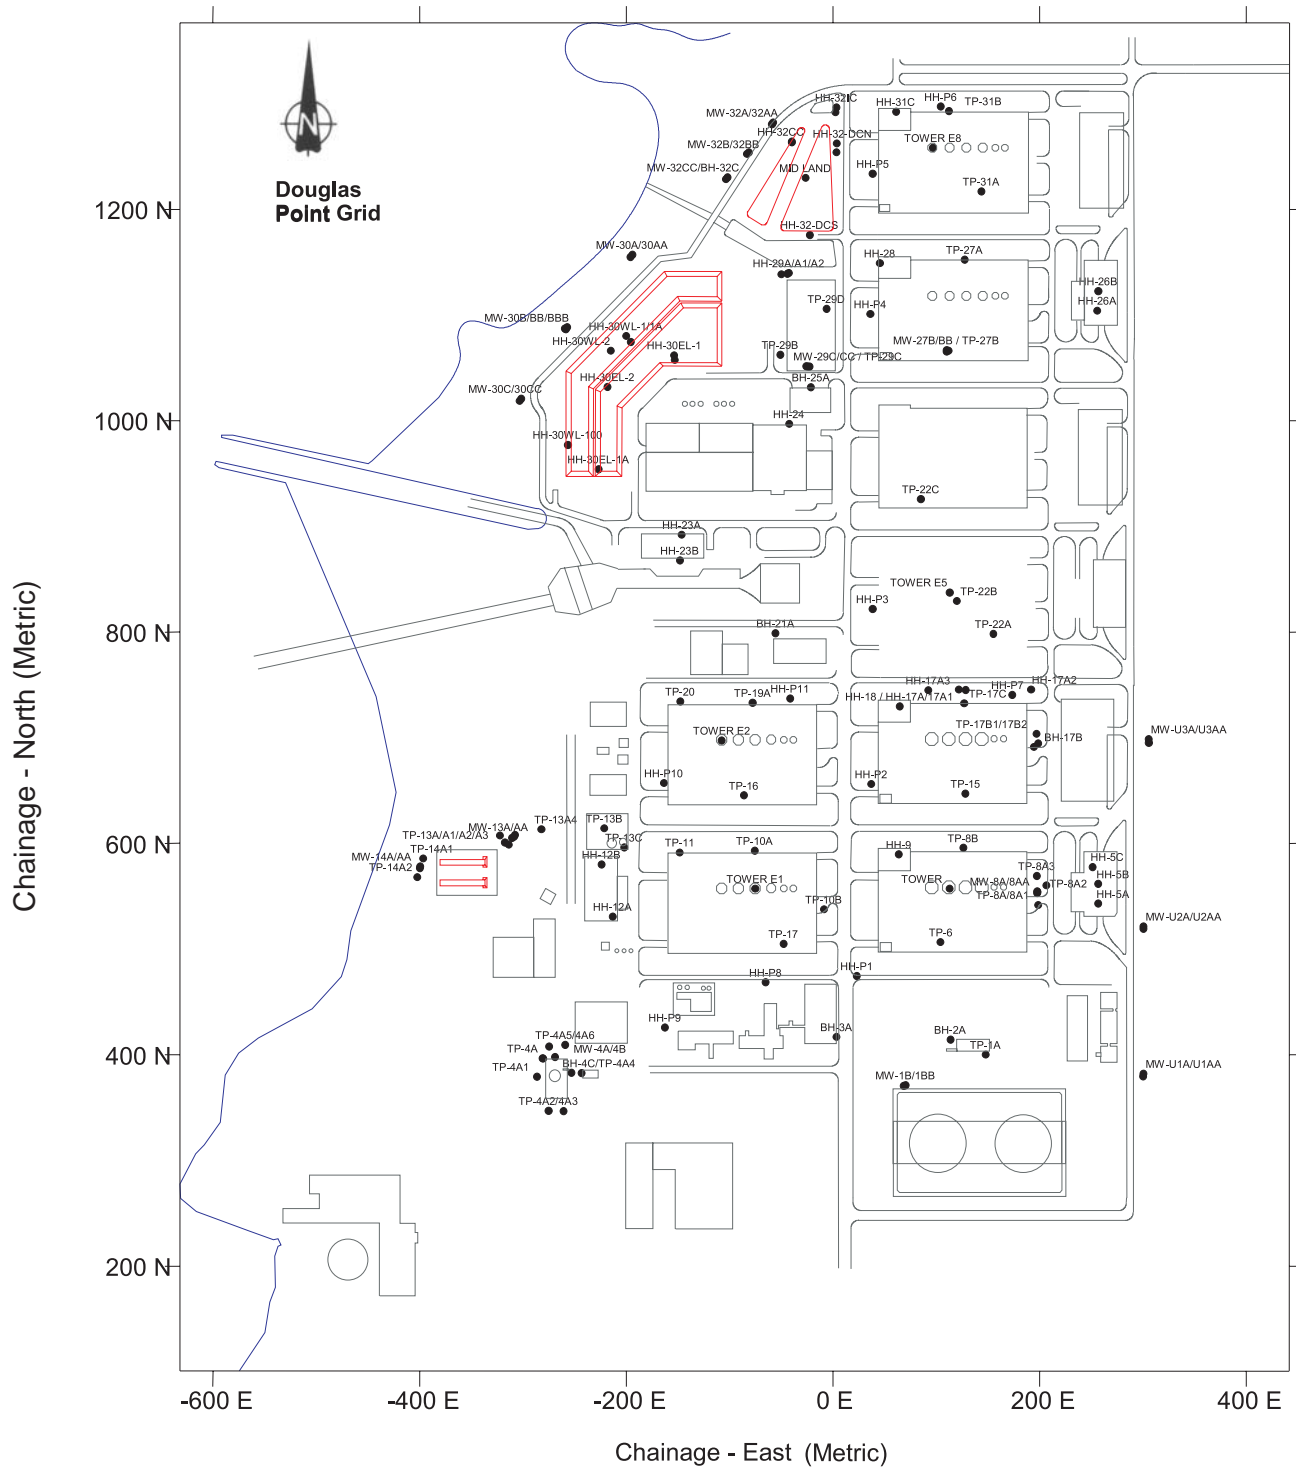 N
Douglas
Point Grid
HH-32IC
HH-31C
HH-P6
TP-31B
MW-32A/32AA
HH-32CC
HH-32-DCN
TOWER E8
MW-32B/32BB
MW-32CC/BH-32C
MID LAND
HH-P5
TP-31A
1200 N
HH-32-DCS
MW-30A/30AA
HH-29A/A1/A2
HH-28
TP-27A
HH-26B
HH-26A
TP-29D
HH-P4
MW-30B/BB/BBB
HH-30WL-1/1A
HH-30WL-2
HH-30EL-1
TP-29B
MW-27B/BB / TP-27B
MW-29C/CC / TP-29C
HH-30EL-2
BH-25A
MW-30C/30CC
1000 N
HH-24
HH-30WL-100
HH-30EL-1A
TP-22C
HH-23A
HH-23B
TOWER E5
TP-22B
HH-P3
800 N
BH-21A
TP-22A
TP-20
TP-19A
HH-P11
HH-17A3
HH-P7
HH-17A2
HH-18 / HH-17A/17A1
TP-17C
TOWER E2
TP-17B1/17B2
BH-17B
MW-U3A/U3AA
HH-P10
TP-16
HH-P2
TP-15
TP-13A4
TP-13B
MW-13A/AA
TP-13A/A1/A2/A3
TP-13C
600 N
TP-11
TP-10A
HH-9
TP-8B
TP-14A1
MW-14A/AA
TP-14A2
HH-12B
TOWER E1
TOWER
TP-8A3
MW-8A/8AA
TP-8A2
TP-8A/8A1
HH-5C
HH-5B
HH-5A
HH-12A
TP-10B
TP-17
TP-6
MW-U2A/U2AA
HH-P8
HH-P1
HH-P9
BH-3A
BH-2A
TP-4A5/4A6
TP-4A
MW-4A/4B
400 N
TP-4A1
BH-4C/TP-4A4
TP-1A
MW-U1A/U1AA
MW-1B/1BB
TP-4A2/4A3
200 N
-600 E
-400 E
-200 E
0 E
200 E
400 E
Chainage - East (Metric)
Chainage - North (Metric)